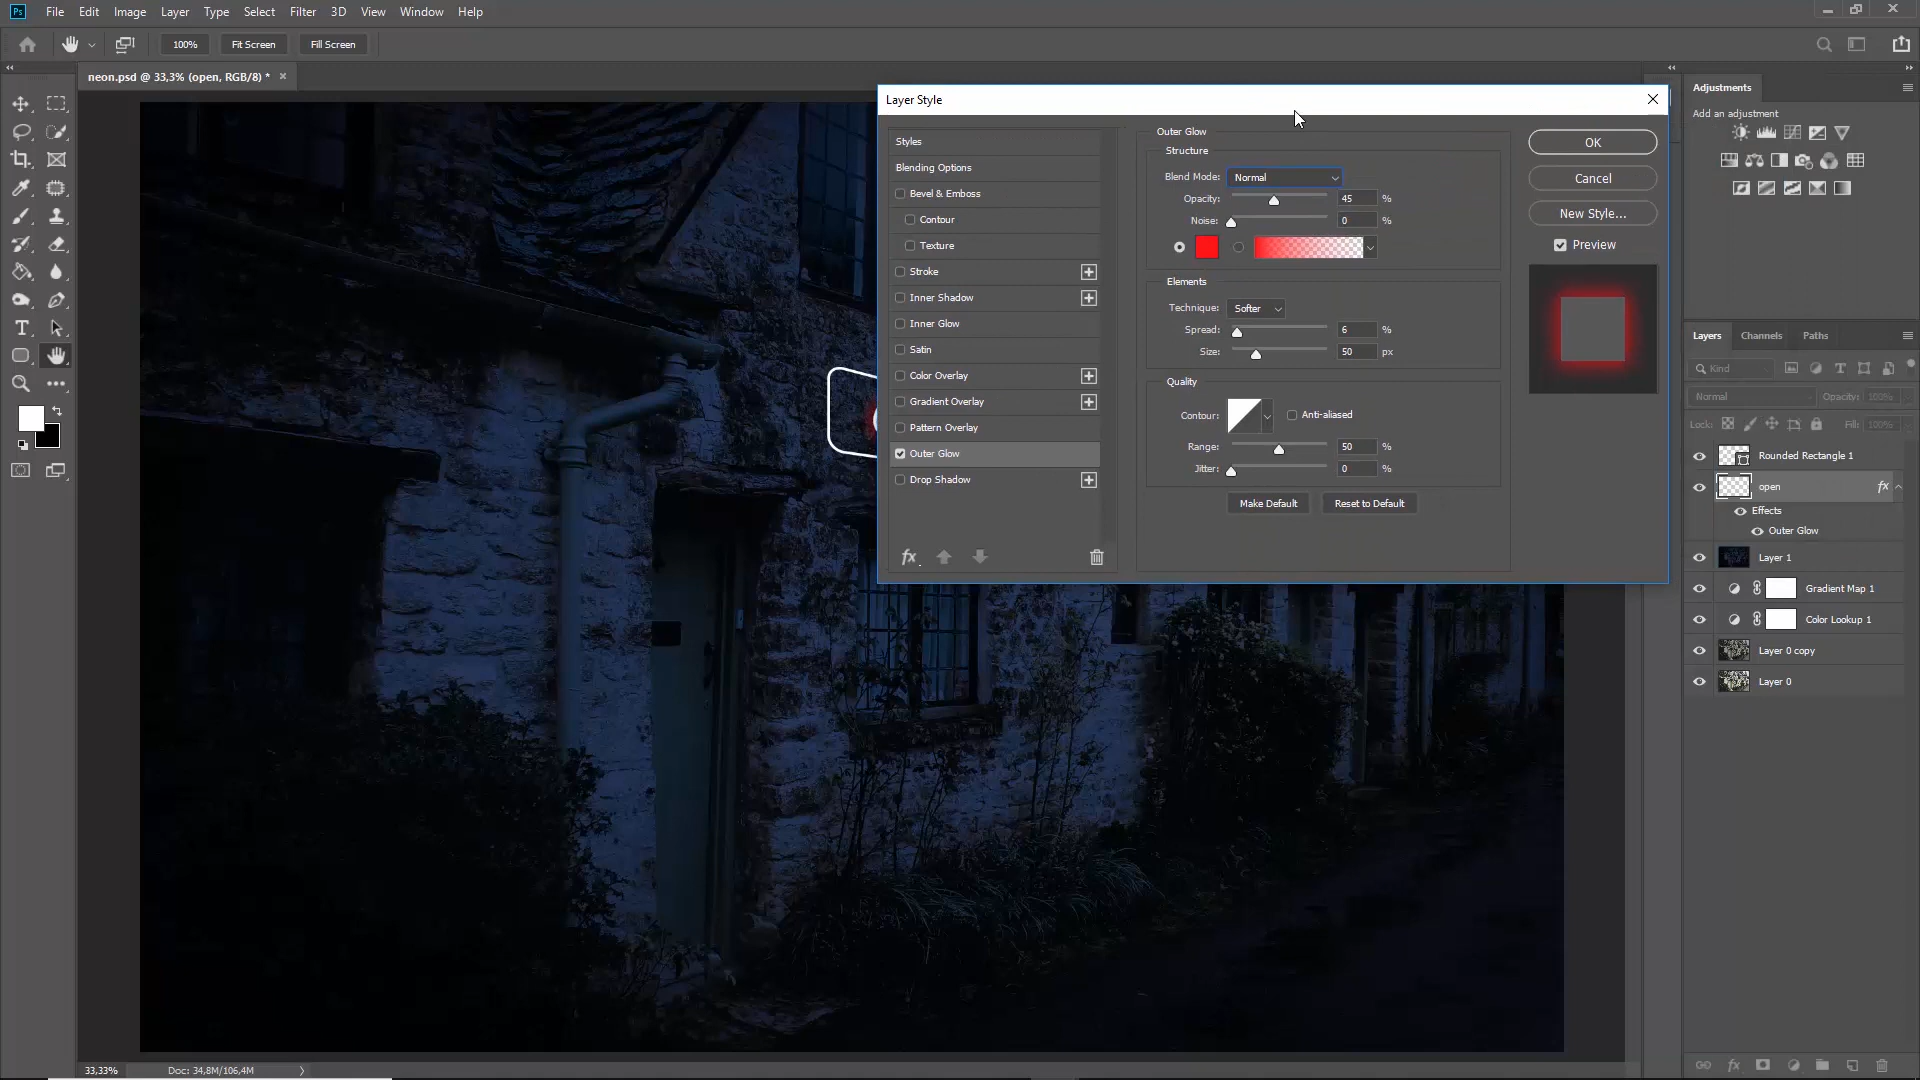 Ps File Edit Image Layer Type Select Filter 3D View Window Help
100% Fit Screen Fill Screen
neon.psd @ 33,3% (open, RGB/8) *
Layer Style
Styles
Blending Options
Bevel & Emboss
Contour
Texture
Stroke
Inner Shadow
Inner Glow
Satin
Color Overlay
Gradient Overlay
Pattern Overlay
Outer Glow
Drop Shadow
fx
Outer Glow
Structure
Blend Mode: Normal
Opacity: 45 %
Noise: 0 %
Elements
Technique: Softer
Spread: 6 %
Size: 50 px
Quality
Contour: Anti-aliased
Range: 50 %
Jitter: 0 %
Make Default Reset to Default
OK
Cancel
New Style...
Preview
Adjustments
Add an adjustment
Layers Channels Paths
Kind
Normal Opacity: 100%
Lock: Fill: 100%
Rounded Rectangle 1
open fx
Effects
Outer Glow
Layer 1
Gradient Map 1
Color Lookup 1
Layer 0 copy
Layer 0
fx
33,33% Doc: 34,8M/106,4M